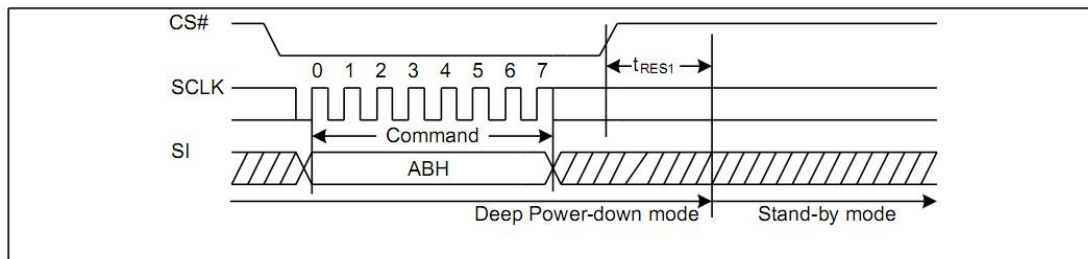 CS#
tRES1
0 1 2 3 4 5 6 7
SCLK
Command
SI
ABH
Deep Power-down mode Stand-by mode